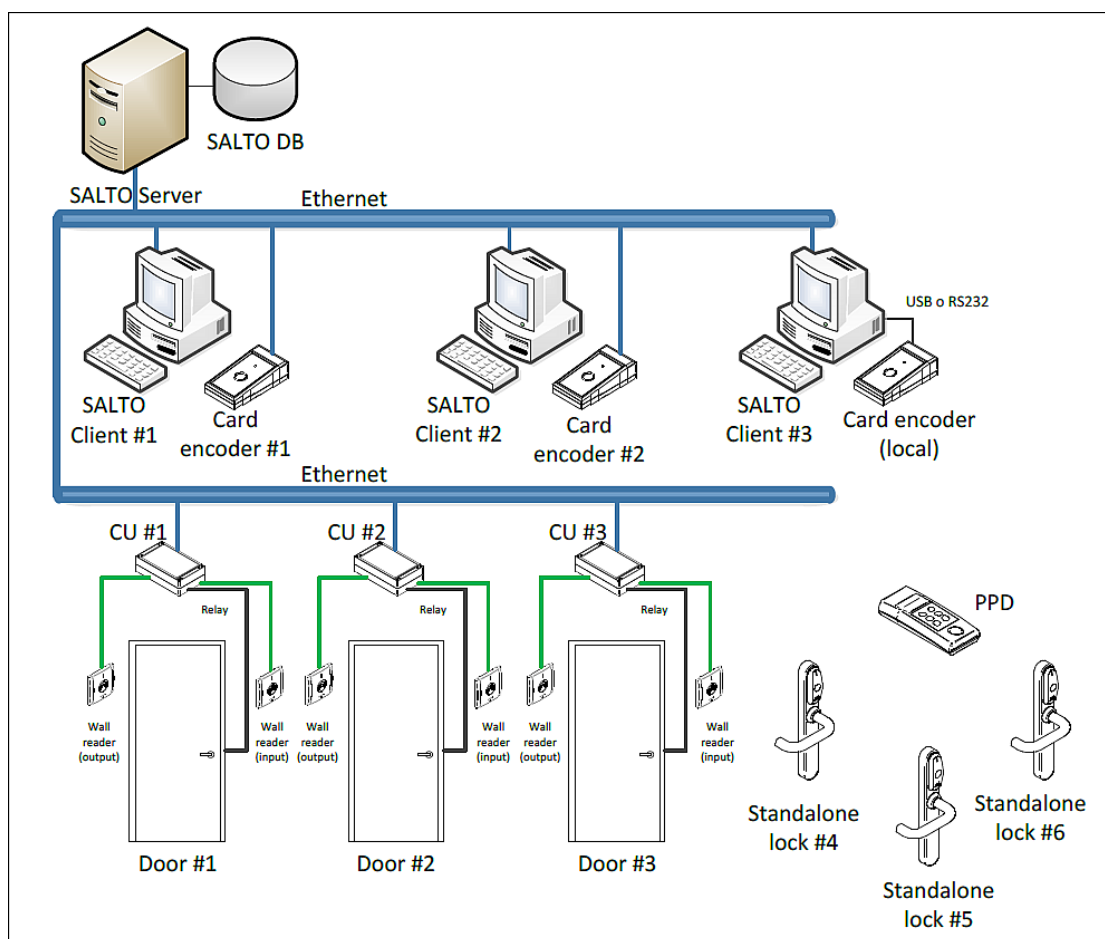 SALTO DB
SALTO Server
Ethernet
USB o RS232
SALTO
Client #1
Card
encoder #1
SALTO
Client #2
Card
encoder #2
SALTO
Client #3
Card encoder
(local)
Ethernet
CU #1
CU #2
CU #3
Relay
Relay
Relay
PPD
Wall
reader
(output)
Wall
reader
(input)
Wall
reader
(output)
Wall
reader
(input)
Wall
reader
(output)
Wall
reader
(input)
Door #1
Door #2
Door #3
Standalone
lock #4
Standalone
lock #5
Standalone
lock #6